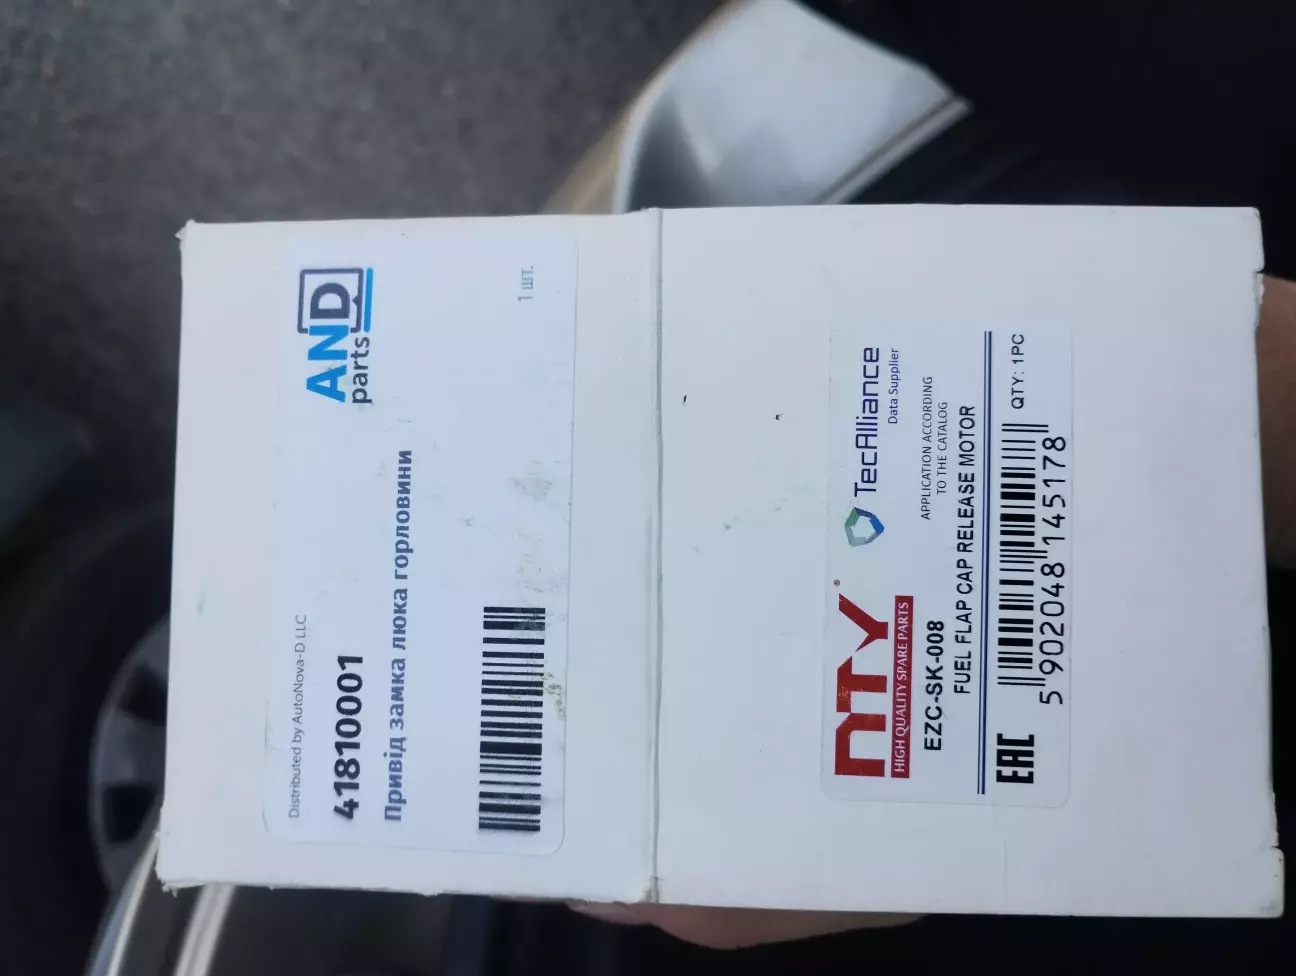 Distributed by AutoNova-D LLC
AND
parts
41810001
Привід замка люка горловини
1 шт.
NTY®
HIGH QUALITY SPARE PARTS
TecAlliance
Data Supplier
EZC-SK-008
APPLICATION ACCORDING
TO THE CATALOG
FUEL FLAP CAP RELEASE MOTOR
EAC
5 902048 145178
QTY: 1PC